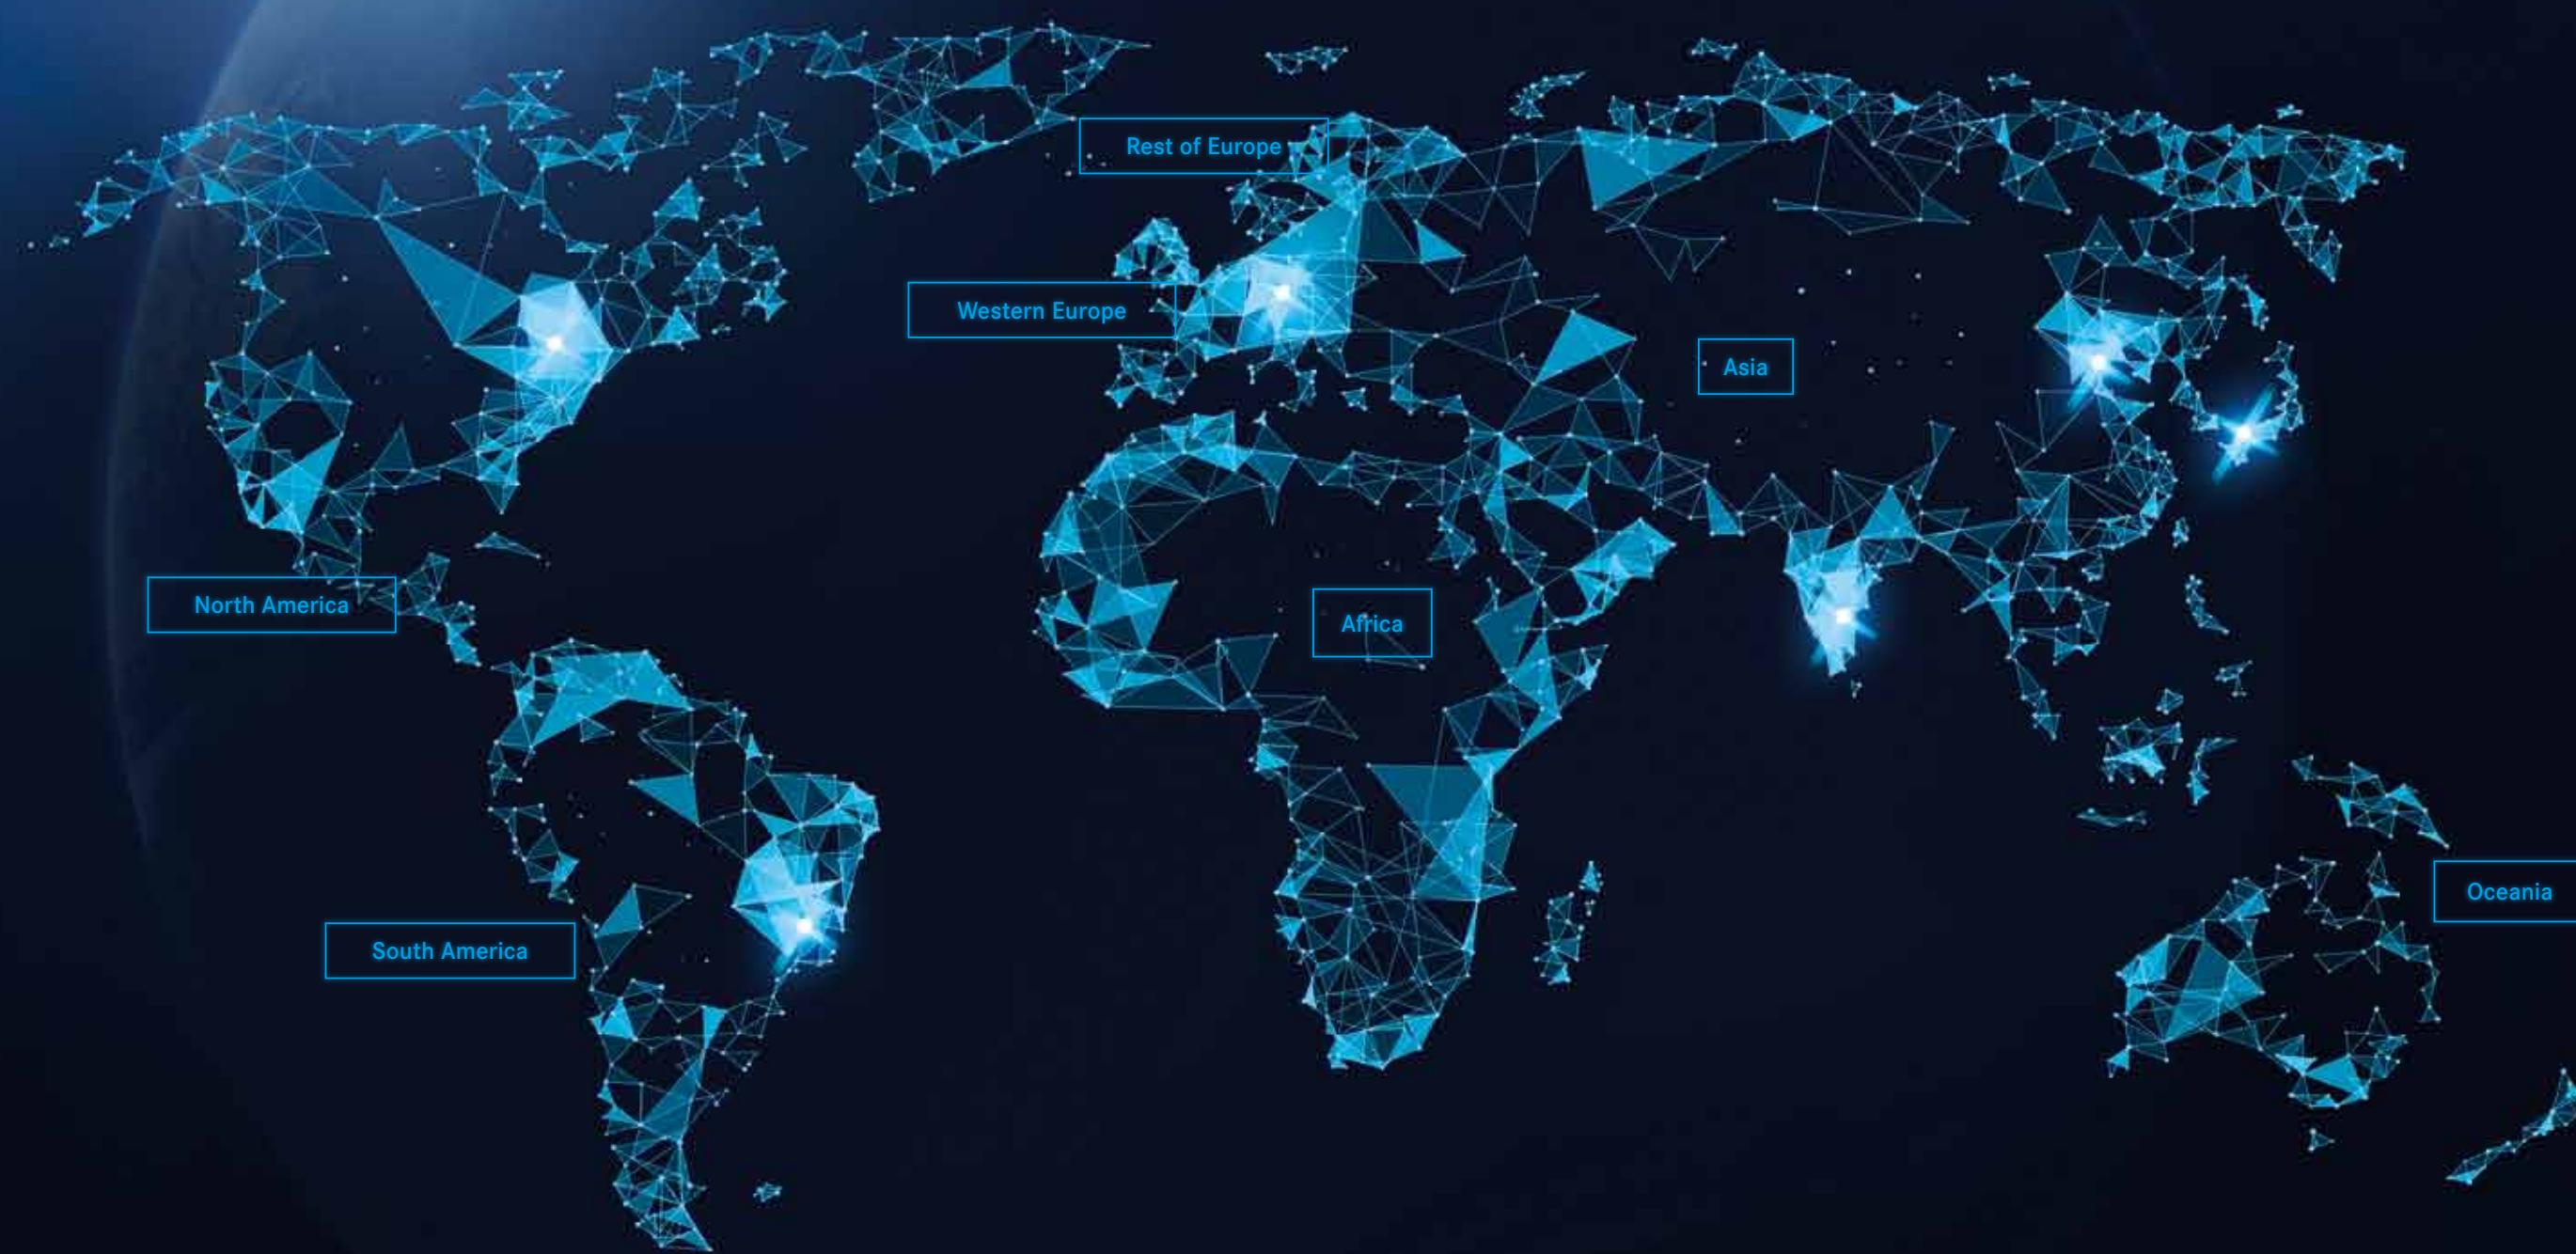 Rest of Europe
Western Europe
Asia
North America
Africa
Oceania
South America